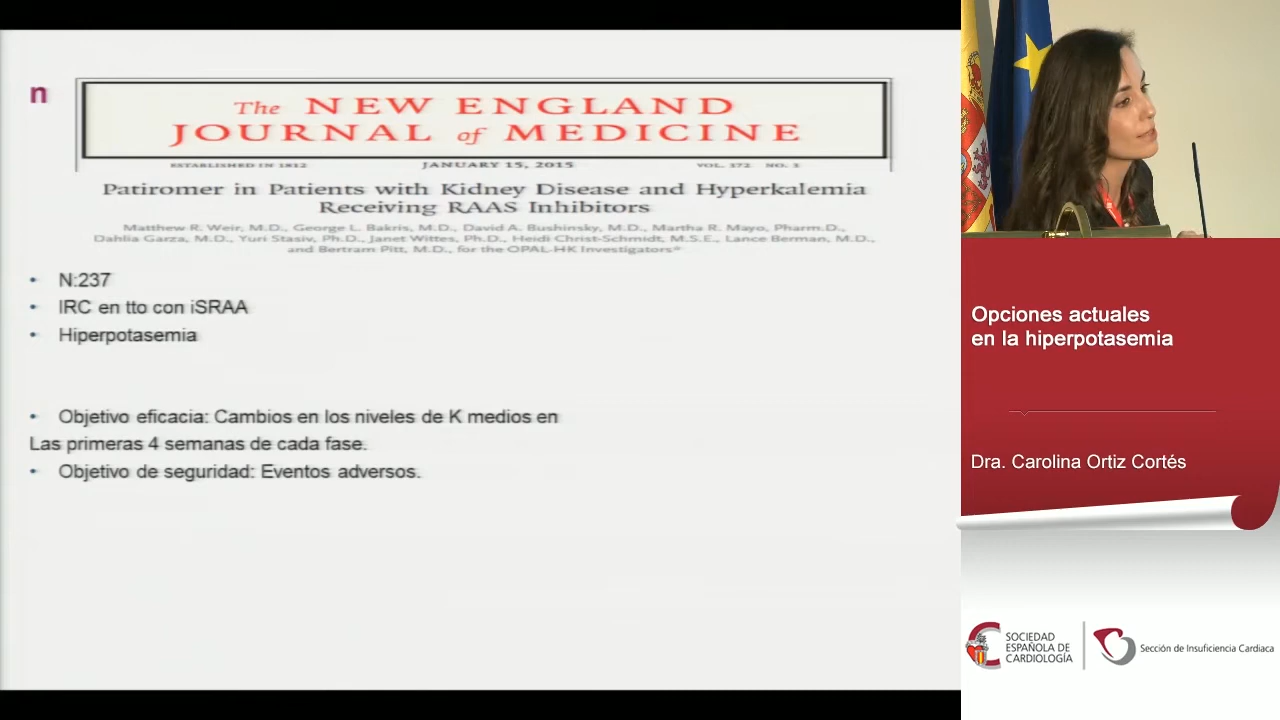 n
The NEW ENGLAND
JOURNAL of MEDICINE
ESTABLISHED IN 1812 JANUARY 15, 2015 VOL. 372 NO. 3
Patiromer in Patients with Kidney Disease and Hyperkalemia
Receiving RAAS Inhibitors
Matthew R. Weir, M.D., George L. Bakris, M.D., David A. Bushinsky, M.D., Martha R. Mayo, Pharm.D.,
Dahlia Garza, M.D., Yuri Stasiv, Ph.D., Janet Wittes, Ph.D., Heidi Christ-Schmidt, M.S.E., Lance Berman, M.D.,
and Bertram Pitt, M.D., for the OPAL-HK Investigators*
• N:237
• IRC en tto con iSRAA
• Hiperpotasemia
• Objetivo eficacia: Cambios en los niveles de K medios en
Las primeras 4 semanas de cada fase.
• Objetivo de seguridad: Eventos adversos.
Opciones actuales
en la hiperpotasemia
Dra. Carolina Ortiz Cortés
SOCIEDAD
ESPAÑOLA DE
CARDIOLOGÍA
Sección de Insuficiencia Cardiaca